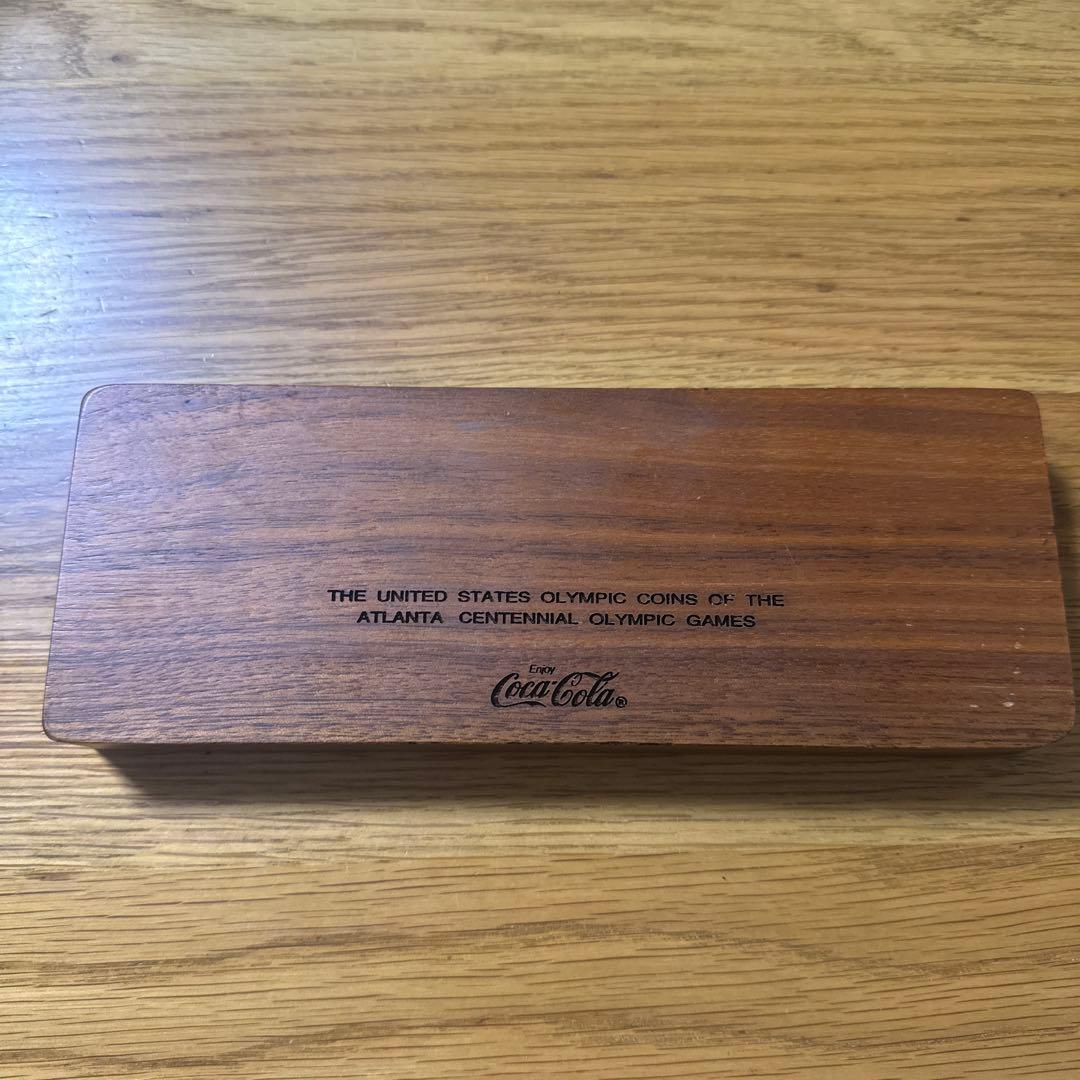 THE UNITED STATES OLYMPIC COINS OF THE
ATLANTA CENTENNIAL OLYMPIC GAMES
Enjoy
Coca-Cola®